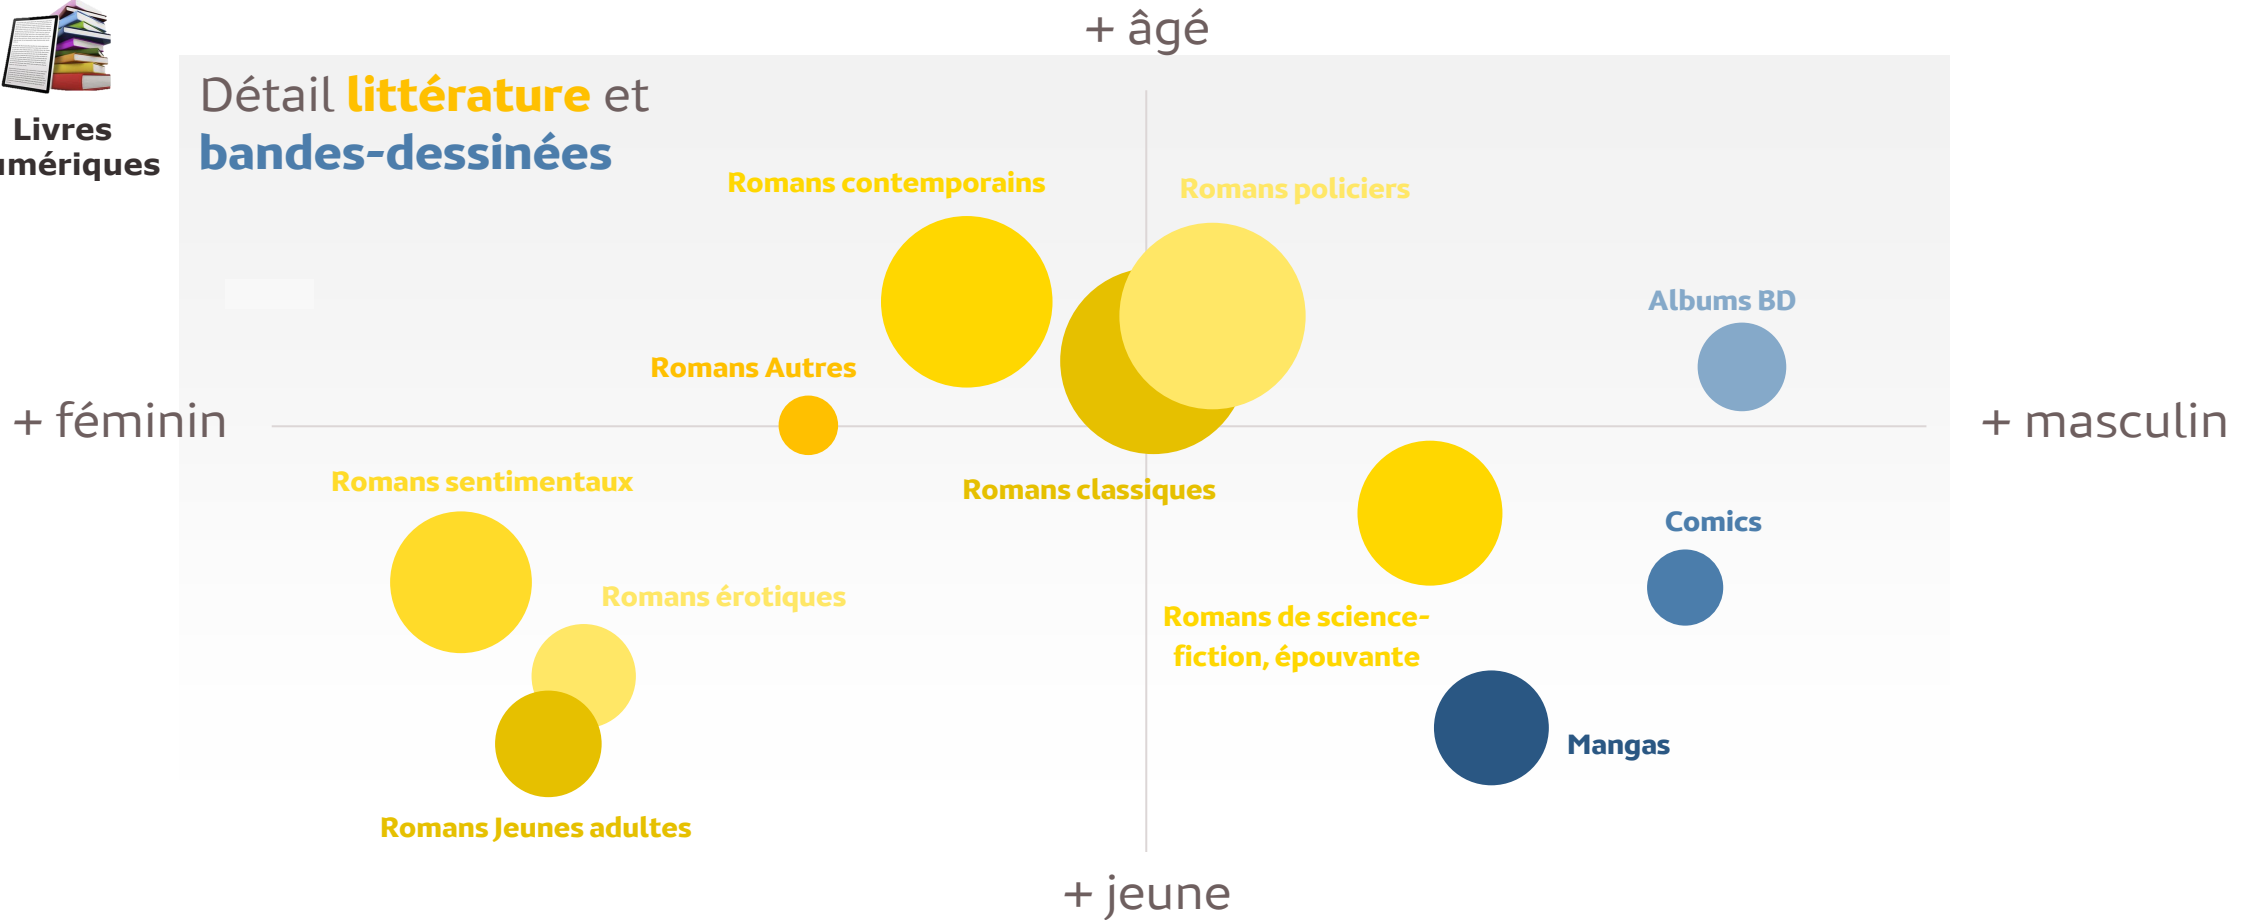 + âgé
Détail littérature et
bandes-dessinées
Livres
umériques
Romans contemporains
Romans policiers
Albums BD
Romans Autres
+ féminin
+ masculin
Romans sentimentaux
Romans classiques
Comics
Romans érotiques
Romans de science-
fiction, épouvante
Mangas
Romans Jeunes adultes
+ jeune